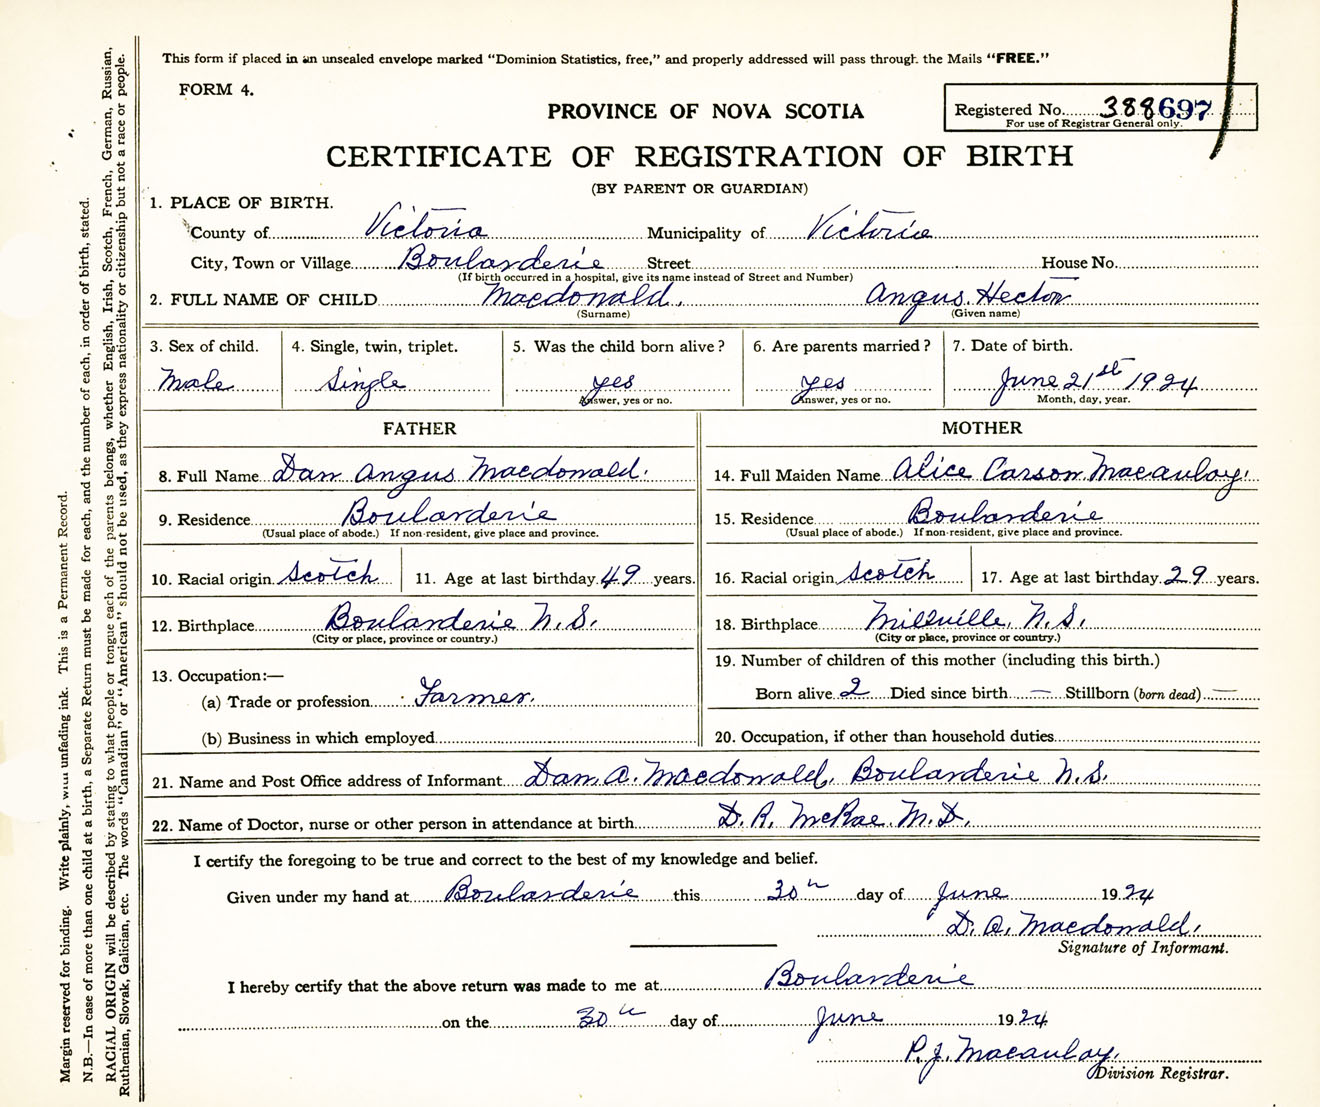 This form if placed in an unsealed envelope marked "Dominion Statistics, free," and properly addressed will pass through the Mails "FREE."
FORM 4.
PROVINCE OF NOVA SCOTIA
Registered No. 388697
For use of Registrar General only.
CERTIFICATE OF REGISTRATION OF BIRTH
(BY PARENT OR GUARDIAN)
1. PLACE OF BIRTH.
County of Victoria Municipality of Victoria
City, Town or Village Boularderie Street House No.
(If birth occurred in a hospital, give its name instead of Street and Number)
2. FULL NAME OF CHILD Macdonald, Angus Hector
(Surname) (Given name)
3. Sex of child. 4. Single, twin, triplet. 5. Was the child born alive? 6. Are parents married? 7. Date of birth.
Male Single yes yes June 21st 1924
Answer, yes or no. Answer, yes or no. Month, day, year.
FATHER MOTHER
8. Full Name Dan Angus Macdonald. 14. Full Maiden Name Alice Carson Macaulay.
9. Residence Boularderie 15. Residence Boularderie
(Usual place of abode.) If non-resident, give place and province. (Usual place of abode.) If non-resident, give place and province.
10. Racial origin Scotch 11. Age at last birthday 49 years. 16. Racial origin Scotch 17. Age at last birthday 29 years.
12. Birthplace Boularderie N.S. 18. Birthplace Millville, N.S.
(City or place, province or country.) (City or place, province or country.)
13. Occupation:— 19. Number of children of this mother (including this birth.)
(a) Trade or profession Farmer. Born alive 2 Died since birth — Stillborn (born dead) —
(b) Business in which employed 20. Occupation, if other than household duties
21. Name and Post Office address of Informant Dan. A. Macdonald, Boularderie N.S.
22. Name of Doctor, nurse or other person in attendance at birth D. R. McRae M.D.
I certify the foregoing to be true and correct to the best of my knowledge and belief.
Given under my hand at Boularderie this 30th day of June 1924
D. A. Macdonald.
Signature of Informant.
I hereby certify that the above return was made to me at Boularderie
on the 30th day of June 1924
P. J. Macaulay.
Division Registrar.
Margin reserved for binding. Write plainly, with unfading ink. This is a Permanent Record.
N.B.—In case of more than one child at a birth, a Separate Return must be made for each, and the number of each, in order of birth, stated.
RACIAL ORIGIN will be described by stating to what people or tongue each of the parents belongs, whether English, Irish, Scotch, French, German, Russian,
Ruthenian, Slovak, Galician, etc. The words "Canadian" or "American" should not be used, as they express nationality or citizenship but not a race or people.